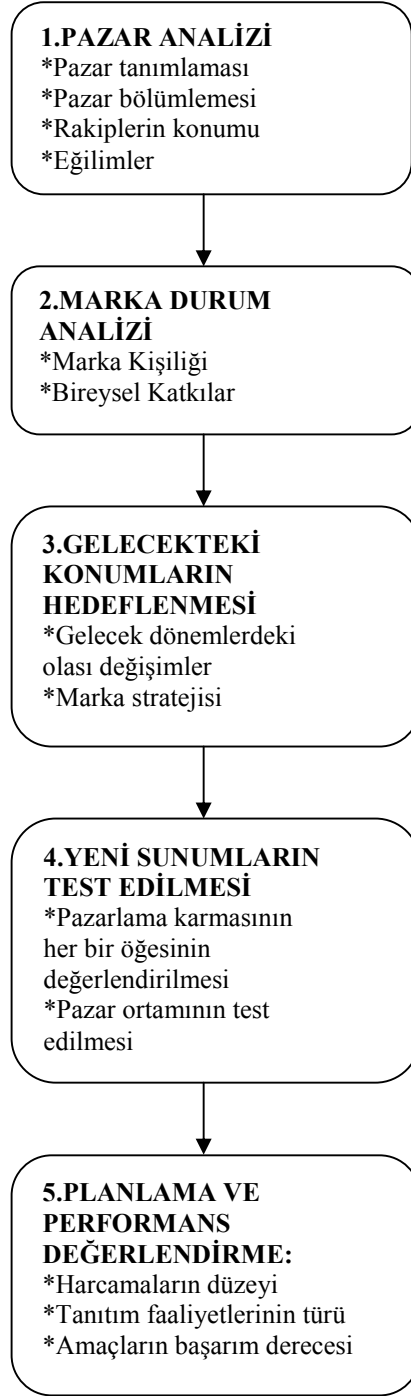 1.PAZAR ANALİZİ
*Pazar tanımlaması
*Pazar bölümlemesi
*Rakiplerin konumu
*Eğilimler
2.MARKA DURUM
ANALİZİ
*Marka Kişiliği
*Bireysel Katkılar
3.GELECEKTEKİ
KONUMLARIN
HEDEFLENMESİ
*Gelecek dönemlerdeki
olası değişimler
*Marka stratejisi
4.YENİ SUNUMLARIN
TEST EDİLMESİ
*Pazarlama karmasının
her bir öğesinin
değerlendirilmesi
*Pazar ortamının test
edilmesi
5.PLANLAMA VE
PERFORMANS
DEĞERLENDİRME:
*Harcamaların düzeyi
*Tanıtım faaliyetlerinin türü
*Amaçların başarım derecesi